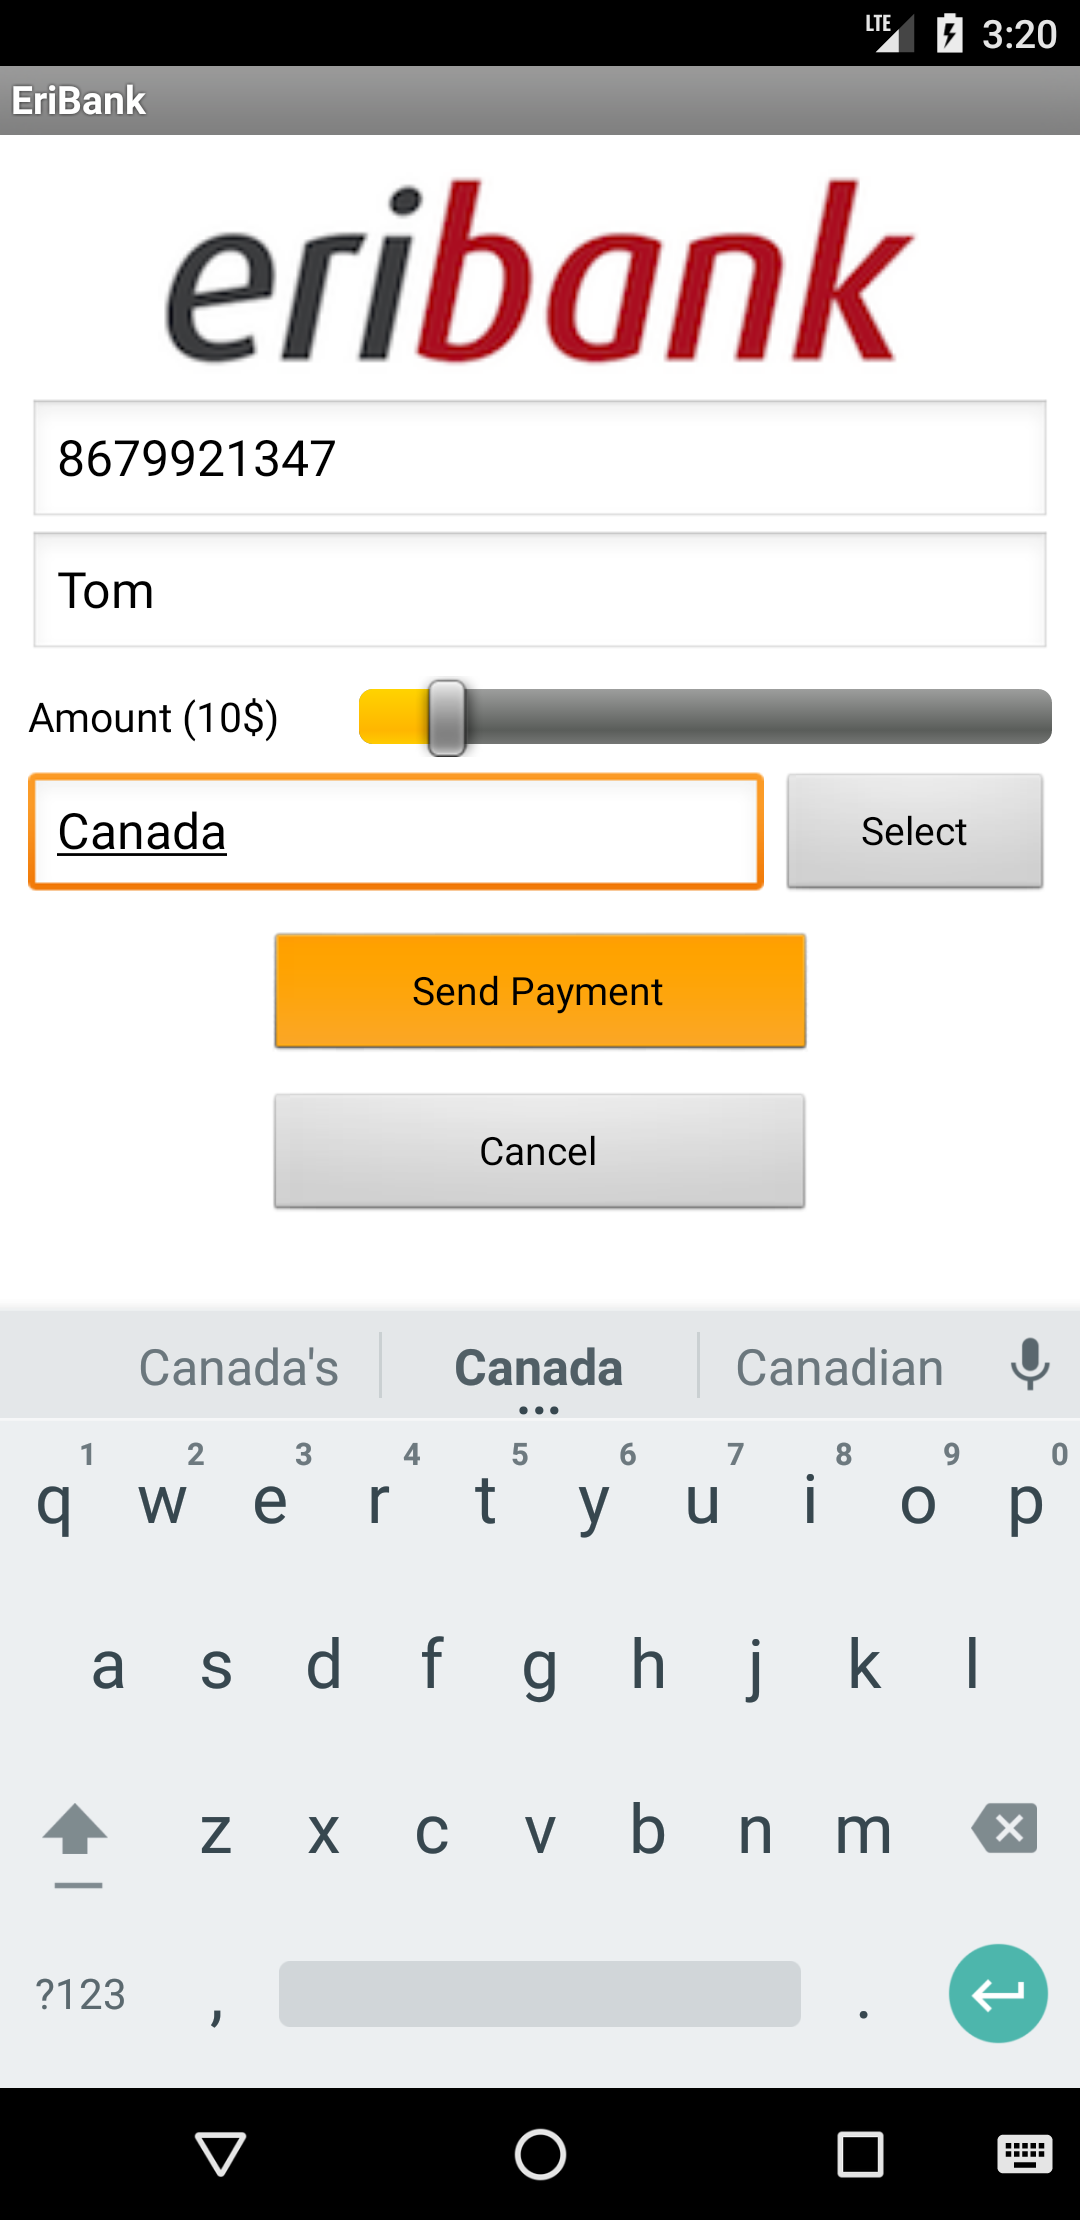 LTE 3:20
EriBank
eribank
8679921347
Tom
Amount (10$)
Canada Select
Send Payment
Cancel
Canada's Canada Canadian
1 2 3 4 5 6 7 8 9 0
q w e r t y u i o p
a s d f g h j k l
z x c v b n m
?123 , .